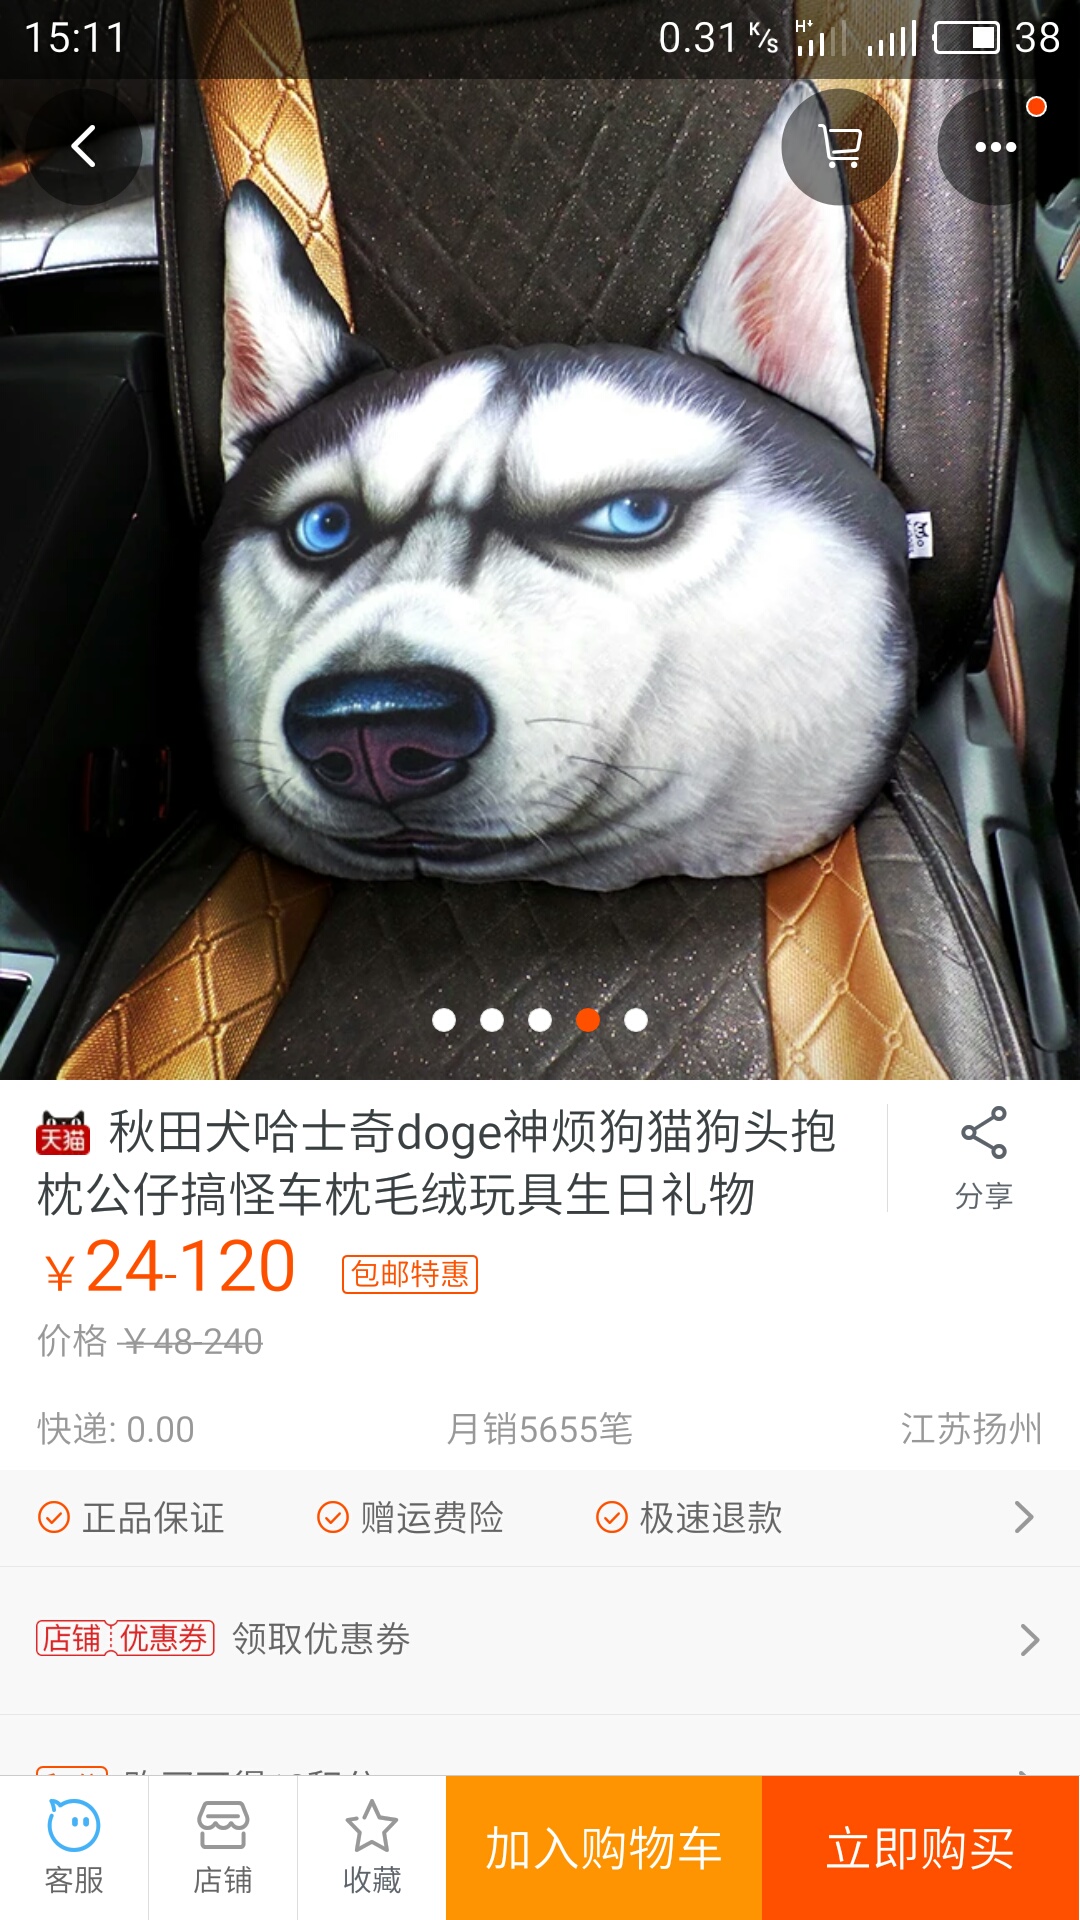 15:11
0.31 K/s H+ 38
天猫 秋田犬哈士奇doge神烦狗猫狗头抱
枕公仔搞怪车枕毛绒玩具生日礼物
分享
¥24-120 包邮特惠
价格 ¥48-240
快递: 0.00 月销5655笔 江苏扬州
正品保证 赠运费险 极速退款
店铺 优惠券 领取优惠券
客服 店铺 收藏 加入购物车 立即购买